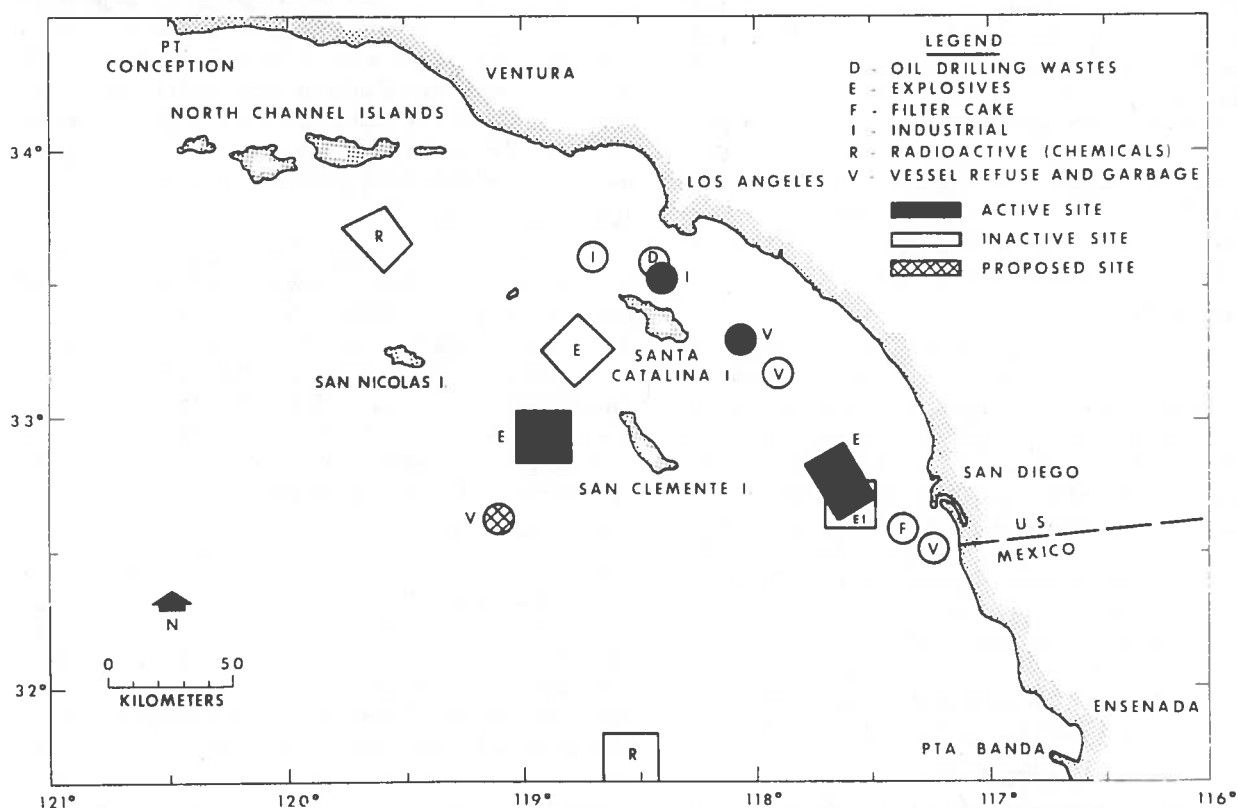 PT.
CONCEPTION
VENTURA
NORTH CHANNEL ISLANDS
LEGEND
D - OIL DRILLING WASTES
E - EXPLOSIVES
F - FILTER CAKE
I - INDUSTRIAL
R - RADIOACTIVE (CHEMICALS)
V - VESSEL REFUSE AND GARBAGE
ACTIVE SITE
INACTIVE SITE
PROPOSED SITE
34°
LOS ANGELES
R
I
D
I
E
SANTA
CATALINA I.
V
V
SAN NICOLAS I.
33°
E
SAN CLEMENTE I.
E
SAN DIEGO
V
EI
F
V
U.S.
MEXICO
N
0 50
KILOMETERS
32°
R
ENSENADA
PTA. BANDA
121° 120° 119° 118° 117° 116°